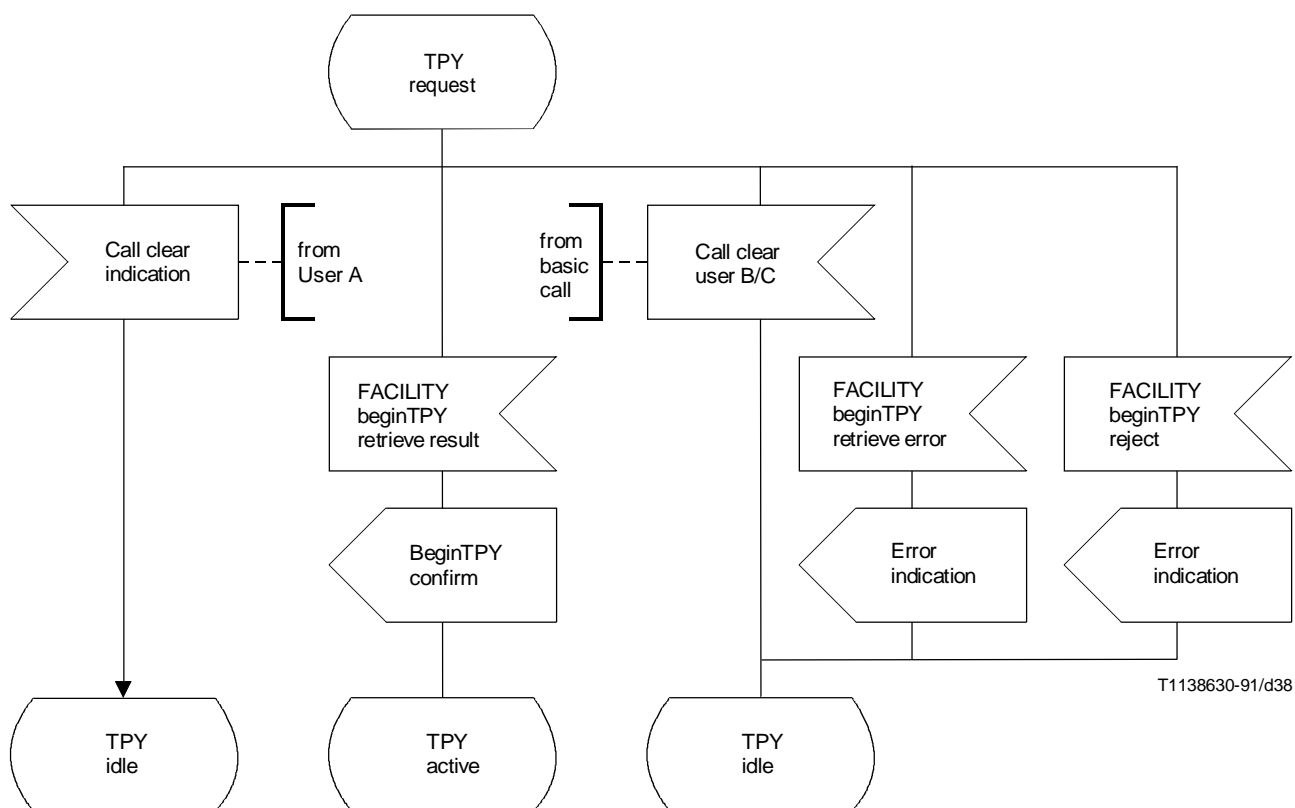 TPY
request
Call clear
indication
from
User A
from
basic
call
Call clear
user B/C
FACILITY
beginTPY
retrieve result
FACILITY
beginTPY
retrieve error
FACILITY
beginTPY
reject
BeginTPY
confirm
Error
indication
Error
indication
T1138630-91/d38
TPY
idle
TPY
active
TPY
idle